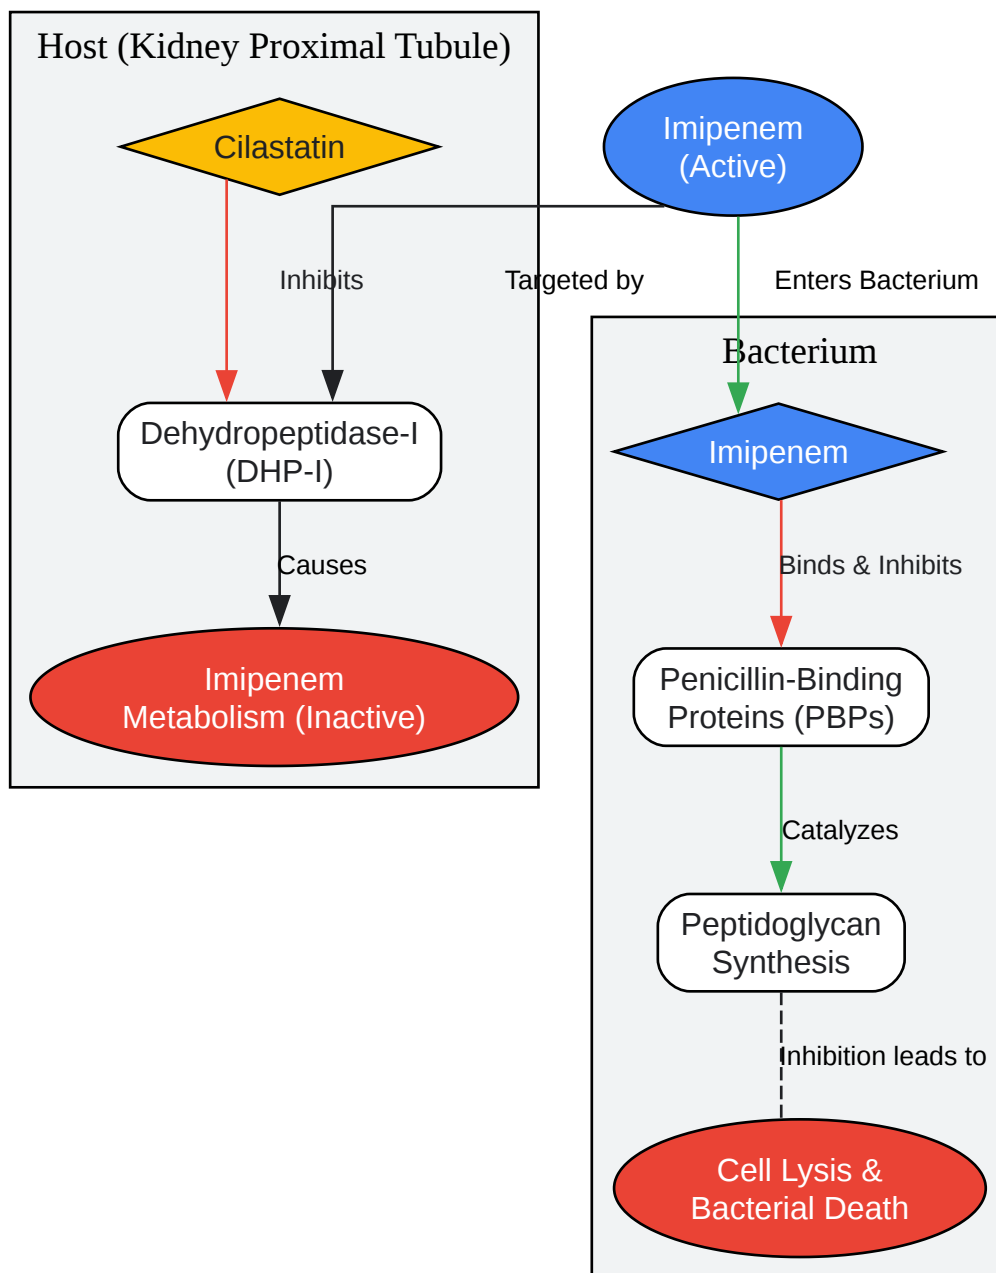 Host (Kidney Proximal Tubule)
Cilastatin
Imipenem
(Active)
Inhibits
Targeted by
Enters Bacterium
Bacterium
Dehydropeptidase-I
(DHP-I)
Imipenem
Causes
Binds & Inhibits
Imipenem
Metabolism (Inactive)
Penicillin-Binding
Proteins (PBPs)
Catalyzes
Peptidoglycan
Synthesis
Inhibition leads to
Cell Lysis &
Bacterial Death